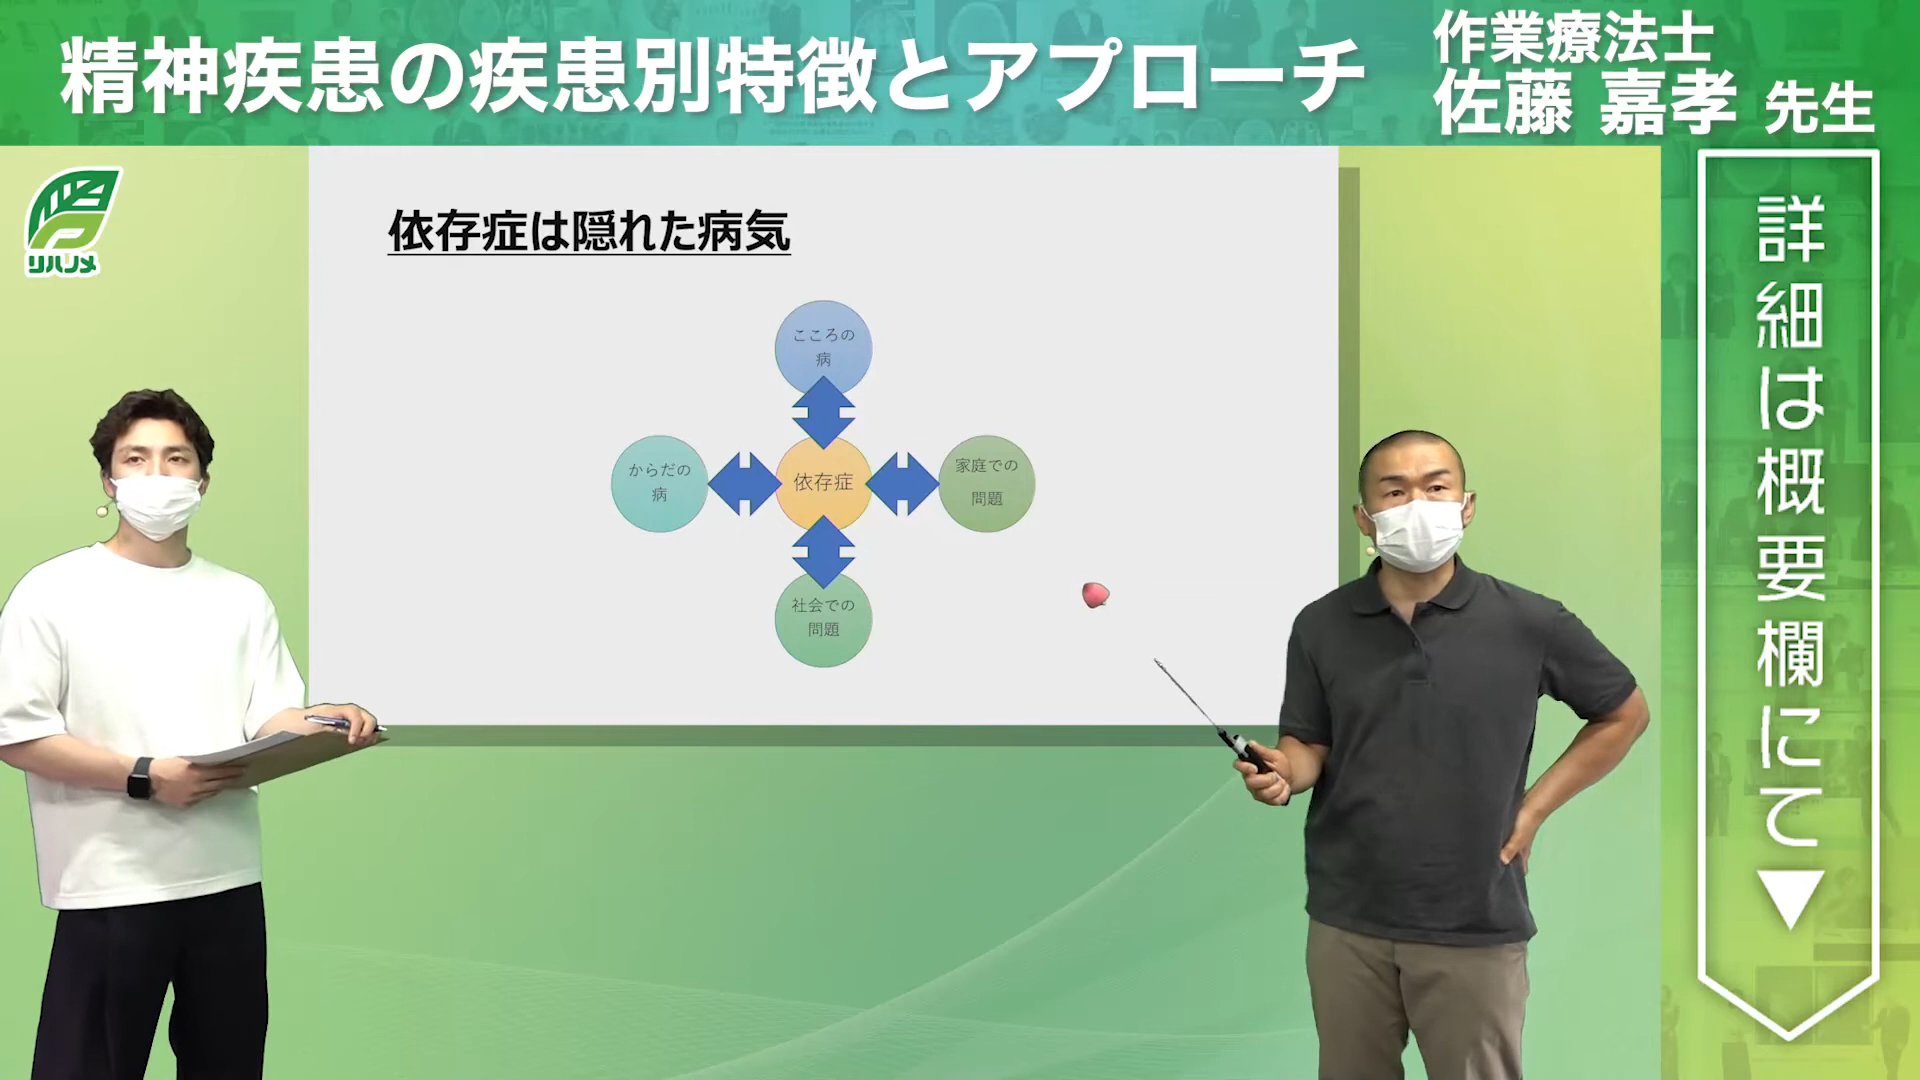 精神疾患の疾患別特徴とアプローチ
作業療法士
佐藤 嘉孝 先生
リハノメ
依存症は隠れた病気
こころの
病
からだの
病
依存症
家庭での
問題
社会での
問題
詳細は概要欄にて▼